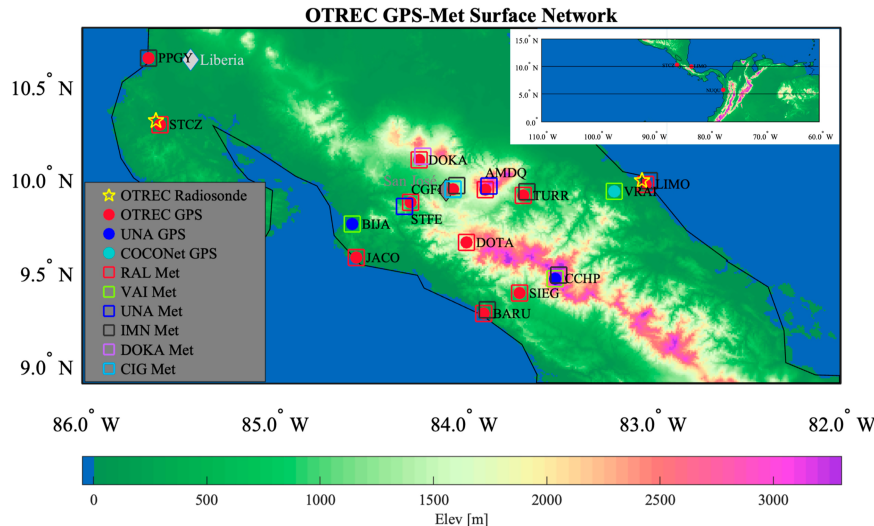 OTREC GPS-Met Surface Network
15.0° N
10.0° N
5.0° N
110.0° W 100.0° W 90.0° W 80.0° W 70.0° W 60.0° W
10.5° N
10.0° N
9.5° N
9.0° N
PPGY
Liberia
STCZ
DOKA
AMDQ
CGFI
STFE
TURR
VRAI
LIMO
BIJA
JACO
DOTA
CCHP
SIEG
BARU
OTREC Radiosonde
OTREC GPS
UNA GPS
COCONet GPS
RAL Met
VAI Met
UNA Met
IMN Met
DOKA Met
CIG Met
86.0° W 85.0° W 84.0° W 83.0° W 82.0° W
0 500 1000 1500 2000 2500 3000
Elev [m]